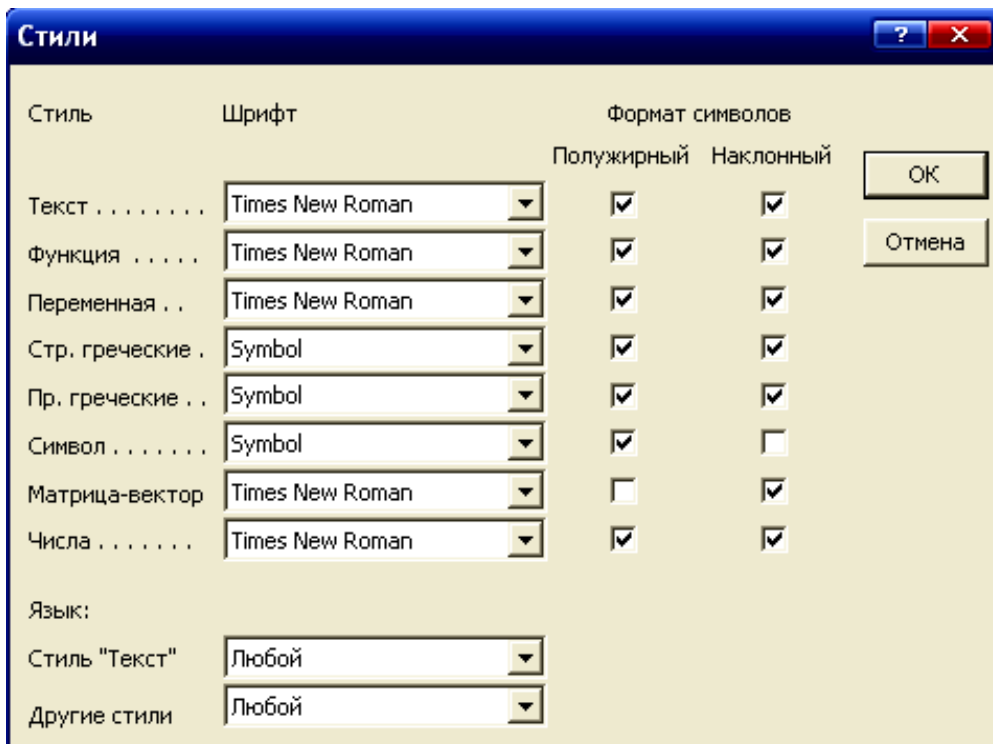 Стили
Стиль Шрифт Формат символов
Полужирный Наклонный
OK
Текст . . . . . . . . Times New Roman
Отмена
Функция . . . . . Times New Roman
Переменная . . Times New Roman
Стр. греческие . Symbol
Пр. греческие . . Symbol
Символ . . . . . . . Symbol
Матрица-вектор Times New Roman
Числа . . . . . . . Times New Roman
Язык:
Стиль "Текст" Любой
Другие стили Любой